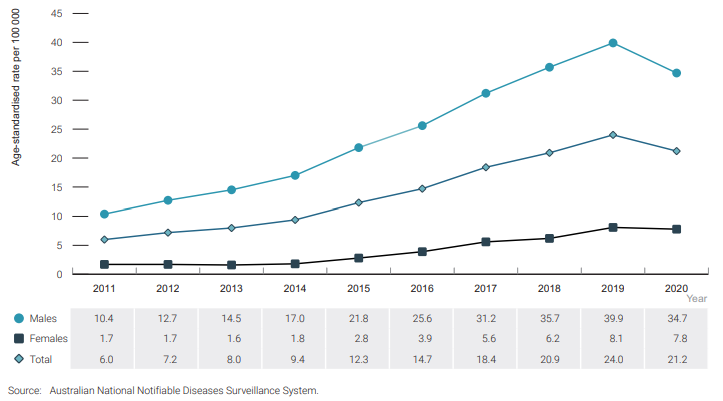 Age-standardised rate per 100 000
45
40
35
30
25
20
15
10
5
0
2011 2012 2013 2014 2015 2016 2017 2018 2019 2020
Year
Males 10.4 12.7 14.5 17.0 21.8 25.6 31.2 35.7 39.9 34.7
Females 1.7 1.7 1.6 1.8 2.8 3.9 5.6 6.2 8.1 7.8
Total 6.0 7.2 8.0 9.4 12.3 14.7 18.4 20.9 24.0 21.2
Source: Australian National Notifiable Diseases Surveillance System.